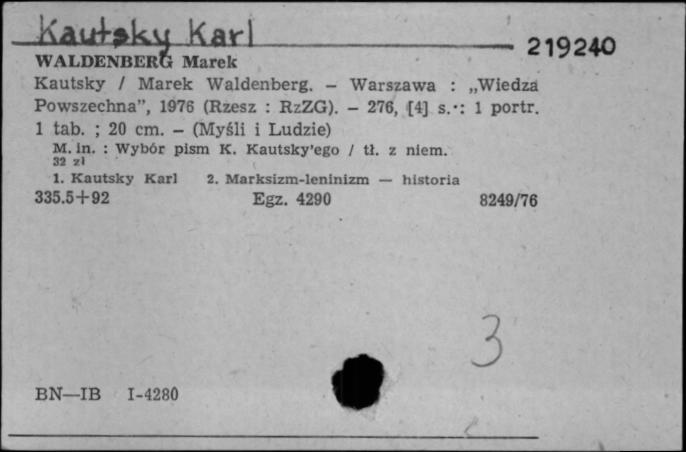 Kautsky Karl
219240
WALDENBERG Marek
Kautsky / Marek Waldenberg. – Warszawa : „Wiedza
Powszechna”, 1976 (Rzesz : RzZG). – 276, [4] s. : 1 portr.
1 tab. ; 20 cm. – (Myśli i Ludzie)
M. in. : Wybór pism K. Kautsky'ego / tł. z niem.
32 zł
1. Kautsky Karl 2. Marksizm-leninizm — historia
335.5+92 Egz. 4290 8249/76
3
BN—IB I-4280